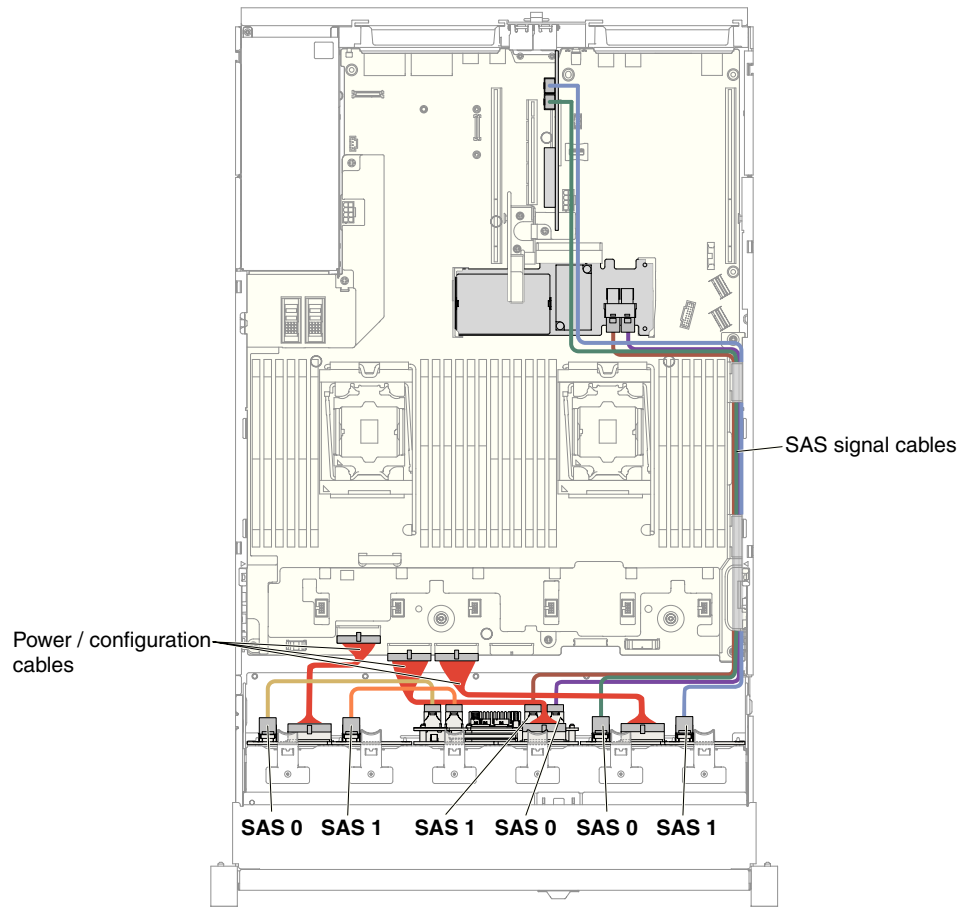 SAS signal cables
Power / configuration
cables
SAS 0 SAS 1 SAS 1 SAS 0 SAS 0 SAS 1